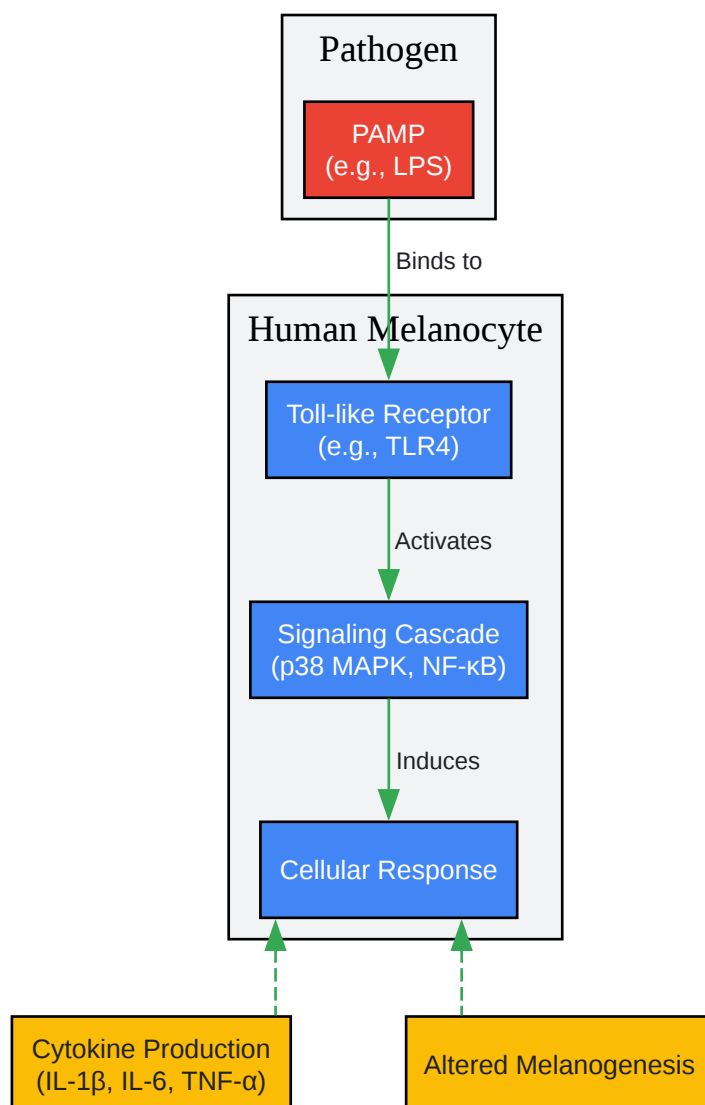 Pathogen
PAMP
(e.g., LPS)
Binds to
Human Melanocyte
Toll-like Receptor
(e.g., TLR4)
Activates
Signaling Cascade
(p38 MAPK, NF-κB)
Induces
Cellular Response
Cytokine Production
(IL-1β, IL-6, TNF-α)
Altered Melanogenesis